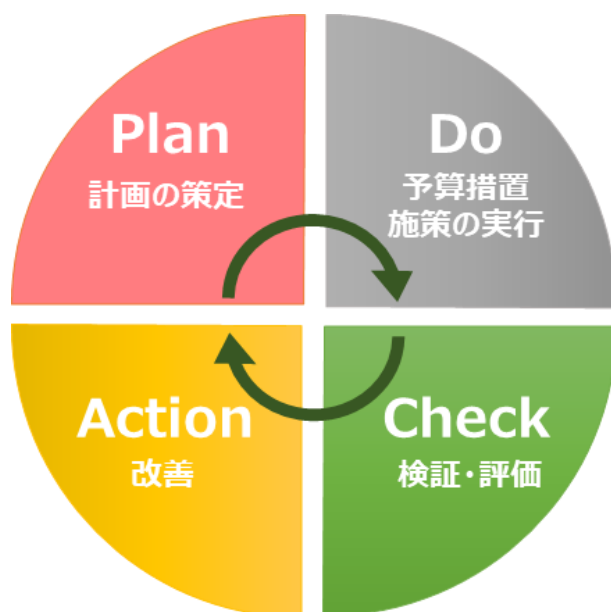 Plan
計画の策定
Do
予算措置
施策の実行
Check
検証・評価
Action
改善